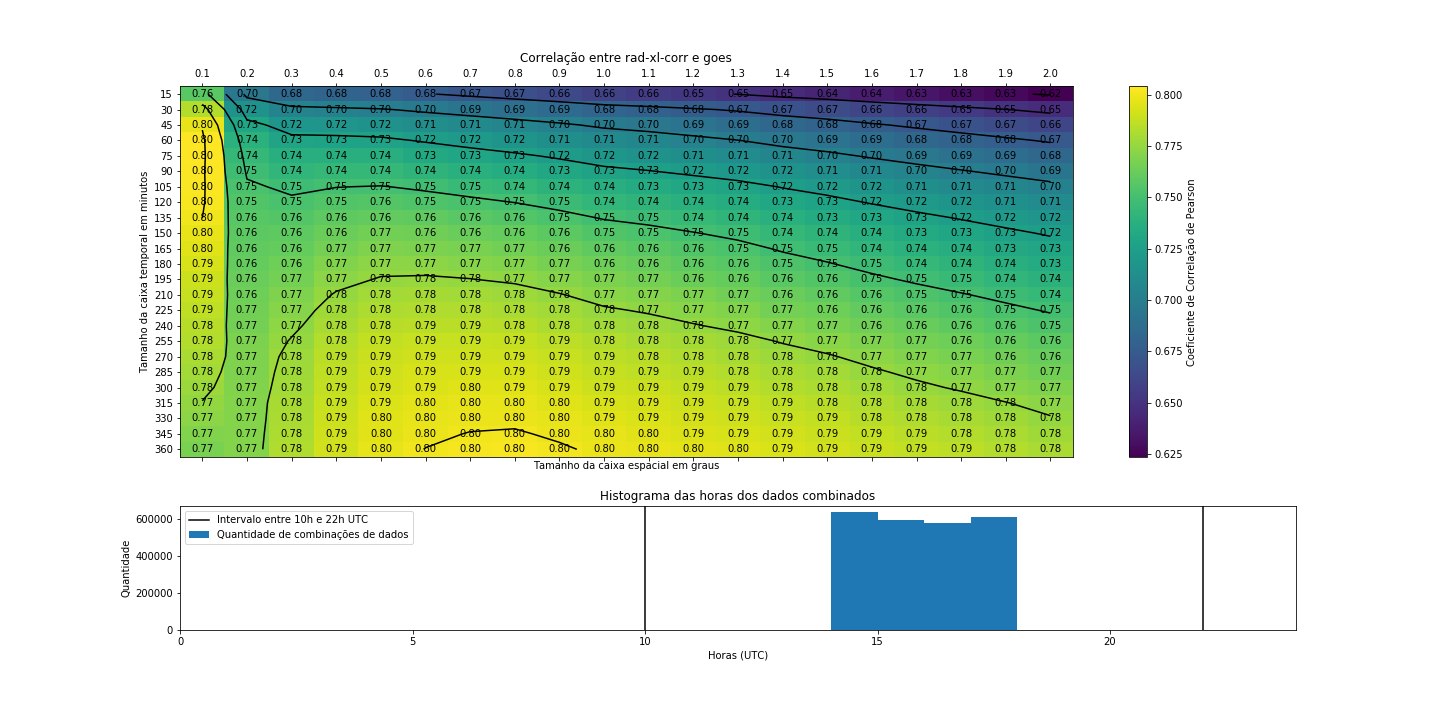 Correlação entre rad-xl-corr e goes
0.1 0.2 0.3 0.4 0.5 0.6 0.7 0.8 0.9 1.0 1.1 1.2 1.3 1.4 1.5 1.6 1.7 1.8 1.9 2.0
15 0.76 0.70 0.68 0.68 0.68 0.68 0.67 0.67 0.66 0.66 0.66 0.65 0.65 0.65 0.64 0.64 0.63 0.63 0.63 0.62
30 0.78 0.72 0.70 0.70 0.70 0.70 0.69 0.69 0.69 0.68 0.68 0.68 0.67 0.67 0.67 0.66 0.66 0.65 0.65 0.65
45 0.80 0.73 0.72 0.72 0.72 0.71 0.71 0.71 0.70 0.70 0.70 0.69 0.69 0.68 0.68 0.68 0.67 0.67 0.67 0.66
60 0.80 0.74 0.73 0.73 0.73 0.72 0.72 0.72 0.71 0.71 0.71 0.70 0.70 0.70 0.69 0.69 0.68 0.68 0.68 0.67
75 0.80 0.74 0.74 0.74 0.74 0.73 0.73 0.73 0.72 0.72 0.72 0.71 0.71 0.71 0.70 0.70 0.69 0.69 0.69 0.68
90 0.80 0.75 0.74 0.74 0.74 0.74 0.74 0.74 0.73 0.73 0.73 0.72 0.72 0.72 0.71 0.71 0.70 0.70 0.70 0.69
105 0.80 0.75 0.75 0.75 0.75 0.75 0.75 0.74 0.74 0.74 0.73 0.73 0.73 0.72 0.72 0.72 0.71 0.71 0.71 0.70
120 0.80 0.75 0.75 0.75 0.76 0.75 0.75 0.75 0.75 0.74 0.74 0.74 0.74 0.73 0.73 0.72 0.72 0.72 0.71 0.71
135 0.80 0.76 0.76 0.76 0.76 0.76 0.76 0.76 0.75 0.75 0.75 0.74 0.74 0.74 0.73 0.73 0.73 0.72 0.72 0.72
150 0.80 0.76 0.76 0.76 0.77 0.76 0.76 0.76 0.76 0.75 0.75 0.75 0.75 0.74 0.74 0.74 0.73 0.73 0.73 0.72
165 0.80 0.76 0.76 0.77 0.77 0.77 0.77 0.76 0.76 0.76 0.76 0.76 0.75 0.75 0.75 0.74 0.74 0.74 0.73 0.73
180 0.79 0.76 0.76 0.77 0.77 0.77 0.77 0.77 0.77 0.76 0.76 0.76 0.76 0.75 0.75 0.75 0.74 0.74 0.74 0.73
195 0.79 0.76 0.77 0.77 0.78 0.78 0.78 0.77 0.77 0.77 0.77 0.76 0.76 0.76 0.76 0.75 0.75 0.75 0.74 0.74
210 0.79 0.76 0.77 0.78 0.78 0.78 0.78 0.78 0.78 0.77 0.77 0.77 0.77 0.76 0.76 0.76 0.75 0.75 0.75 0.74
225 0.79 0.77 0.77 0.78 0.78 0.78 0.78 0.78 0.78 0.78 0.77 0.77 0.77 0.77 0.76 0.76 0.76 0.76 0.75 0.75
240 0.78 0.77 0.77 0.78 0.78 0.79 0.79 0.78 0.78 0.78 0.78 0.78 0.77 0.77 0.77 0.76 0.76 0.76 0.76 0.75
255 0.78 0.77 0.78 0.78 0.79 0.79 0.79 0.79 0.78 0.78 0.78 0.78 0.78 0.77 0.77 0.77 0.77 0.76 0.76 0.76
270 0.78 0.77 0.78 0.79 0.79 0.79 0.79 0.79 0.79 0.79 0.78 0.78 0.78 0.78 0.78 0.77 0.77 0.77 0.76 0.76
285 0.78 0.77 0.78 0.79 0.79 0.79 0.79 0.79 0.79 0.79 0.79 0.78 0.78 0.78 0.78 0.78 0.77 0.77 0.77 0.77
300 0.78 0.77 0.78 0.79 0.79 0.79 0.80 0.80 0.79 0.79 0.79 0.79 0.79 0.78 0.78 0.78 0.78 0.77 0.77 0.77
315 0.77 0.77 0.78 0.79 0.79 0.80 0.80 0.80 0.80 0.79 0.79 0.79 0.79 0.79 0.78 0.78 0.78 0.78 0.78 0.77
330 0.77 0.77 0.78 0.79 0.80 0.80 0.80 0.80 0.80 0.79 0.79 0.79 0.79 0.79 0.79 0.78 0.78 0.78 0.78 0.78
345 0.77 0.77 0.78 0.79 0.80 0.80 0.80 0.80 0.80 0.80 0.80 0.79 0.79 0.79 0.79 0.79 0.79 0.78 0.78 0.78
360 0.77 0.77 0.78 0.79 0.80 0.80 0.80 0.80 0.80 0.80 0.80 0.80 0.79 0.79 0.79 0.79 0.79 0.79 0.78 0.78
Tamanho da caixa temporal em minutos
Tamanho da caixa espacial em graus
0.800
0.775
0.750
0.725
0.700
0.675
0.650
0.625
Coeficiente de Correlação de Pearson
Histograma das horas dos dados combinados
Intervalo entre 10h e 22h UTC
Quantidade de combinações de dados
600000
400000
200000
0
Quantidade
0 5 10 15 20
Horas (UTC)